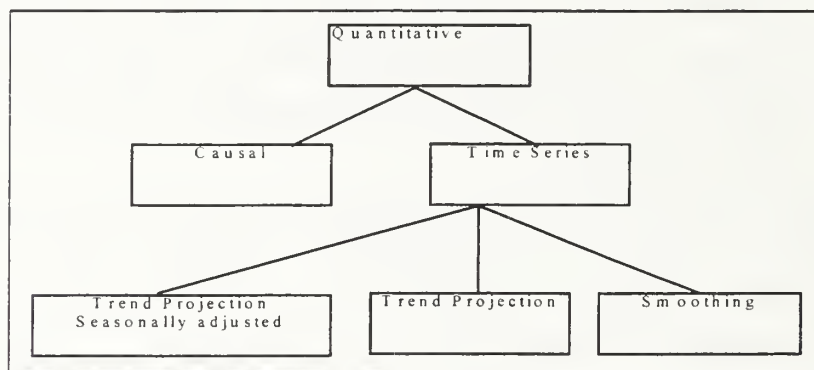 Quantitative
Causal
Time Series
Trend Projection
Seasonally adjusted
Trend Projection
Smoothing